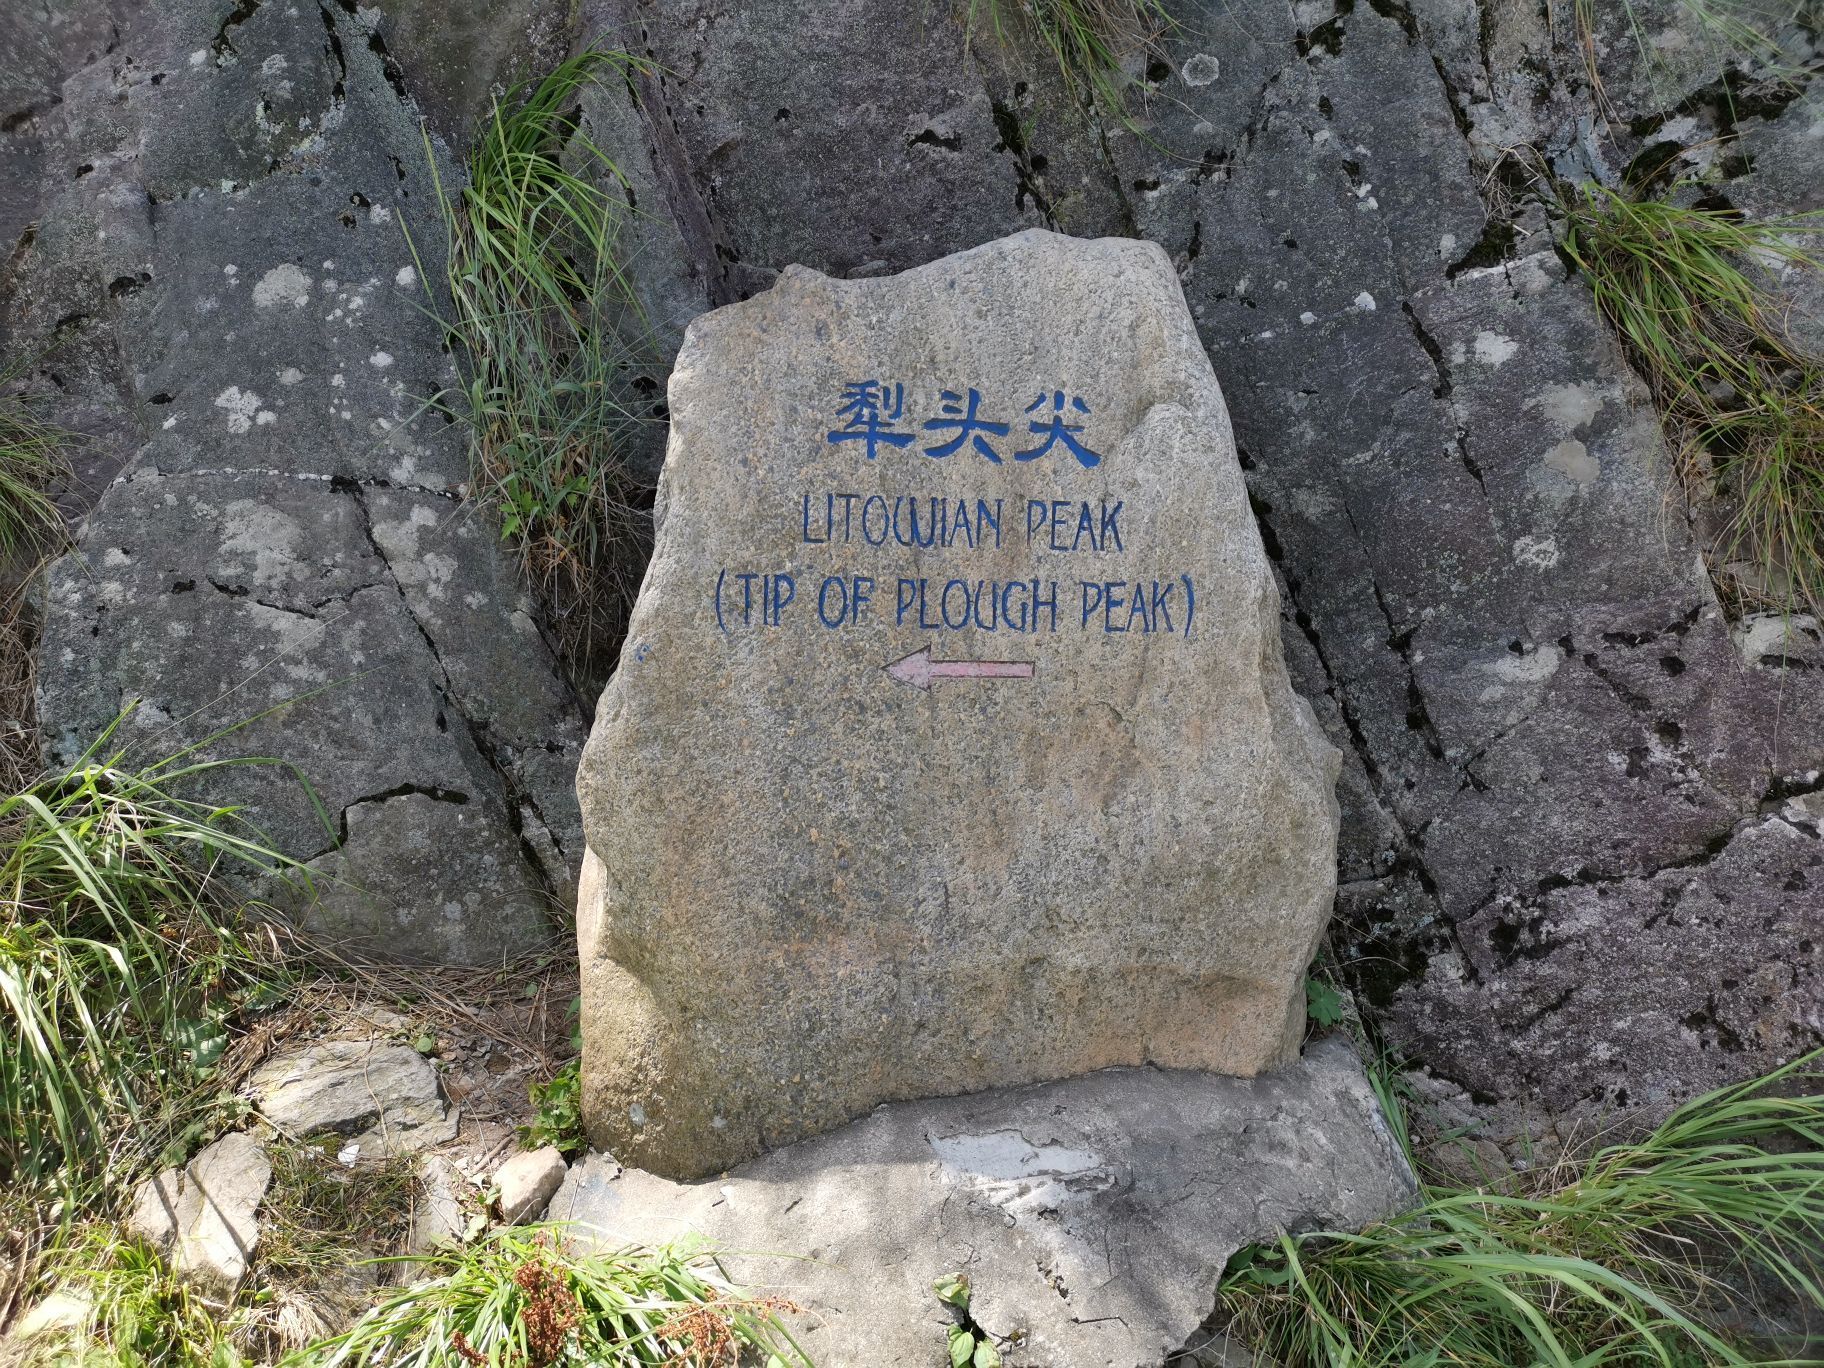 犁头尖
LITOUJIAN PEAK
(TIP OF PLOUGH PEAK)